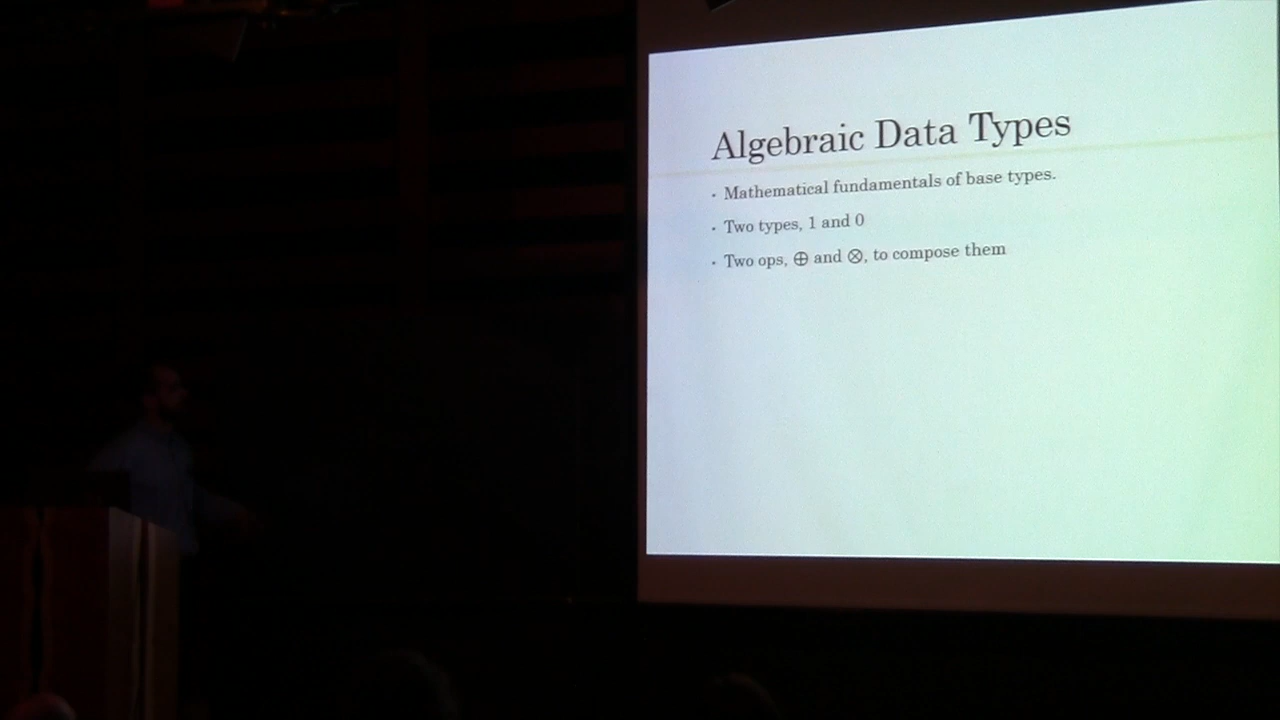 Algebraic Data Types
• Mathematical fundamentals of base types.
• Two types, 1 and 0
• Two ops, ⊕ and ⊗, to compose them